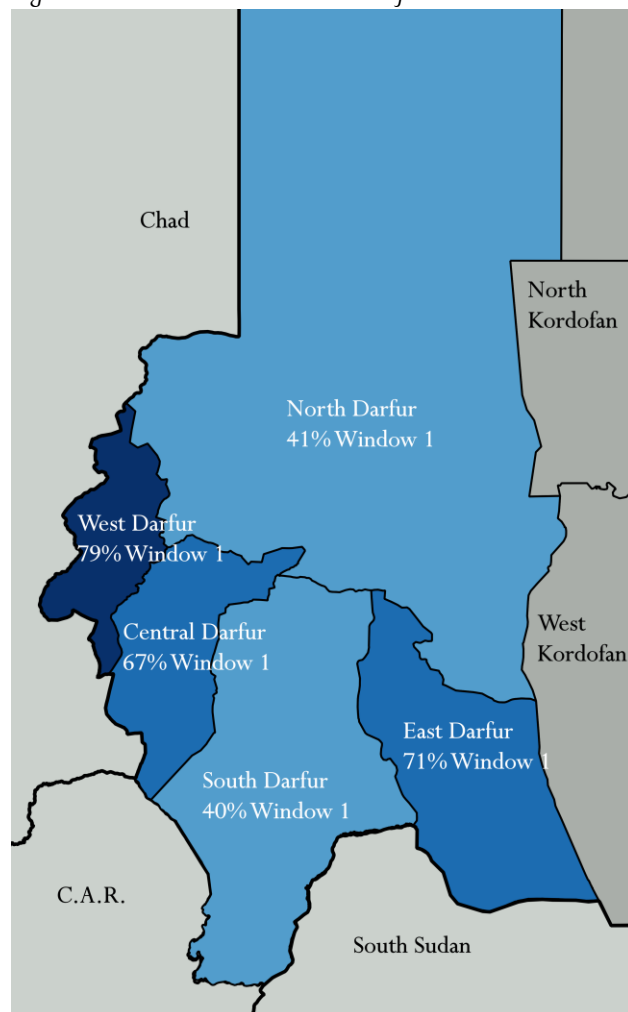 Chad
North
Kordofan
North Darfur
41% Window 1
West Darfur
79% Window 1
Central Darfur
67% Window 1
West
Kordofan
East Darfur
71% Window 1
South Darfur
40% Window 1
C.A.R.
South Sudan